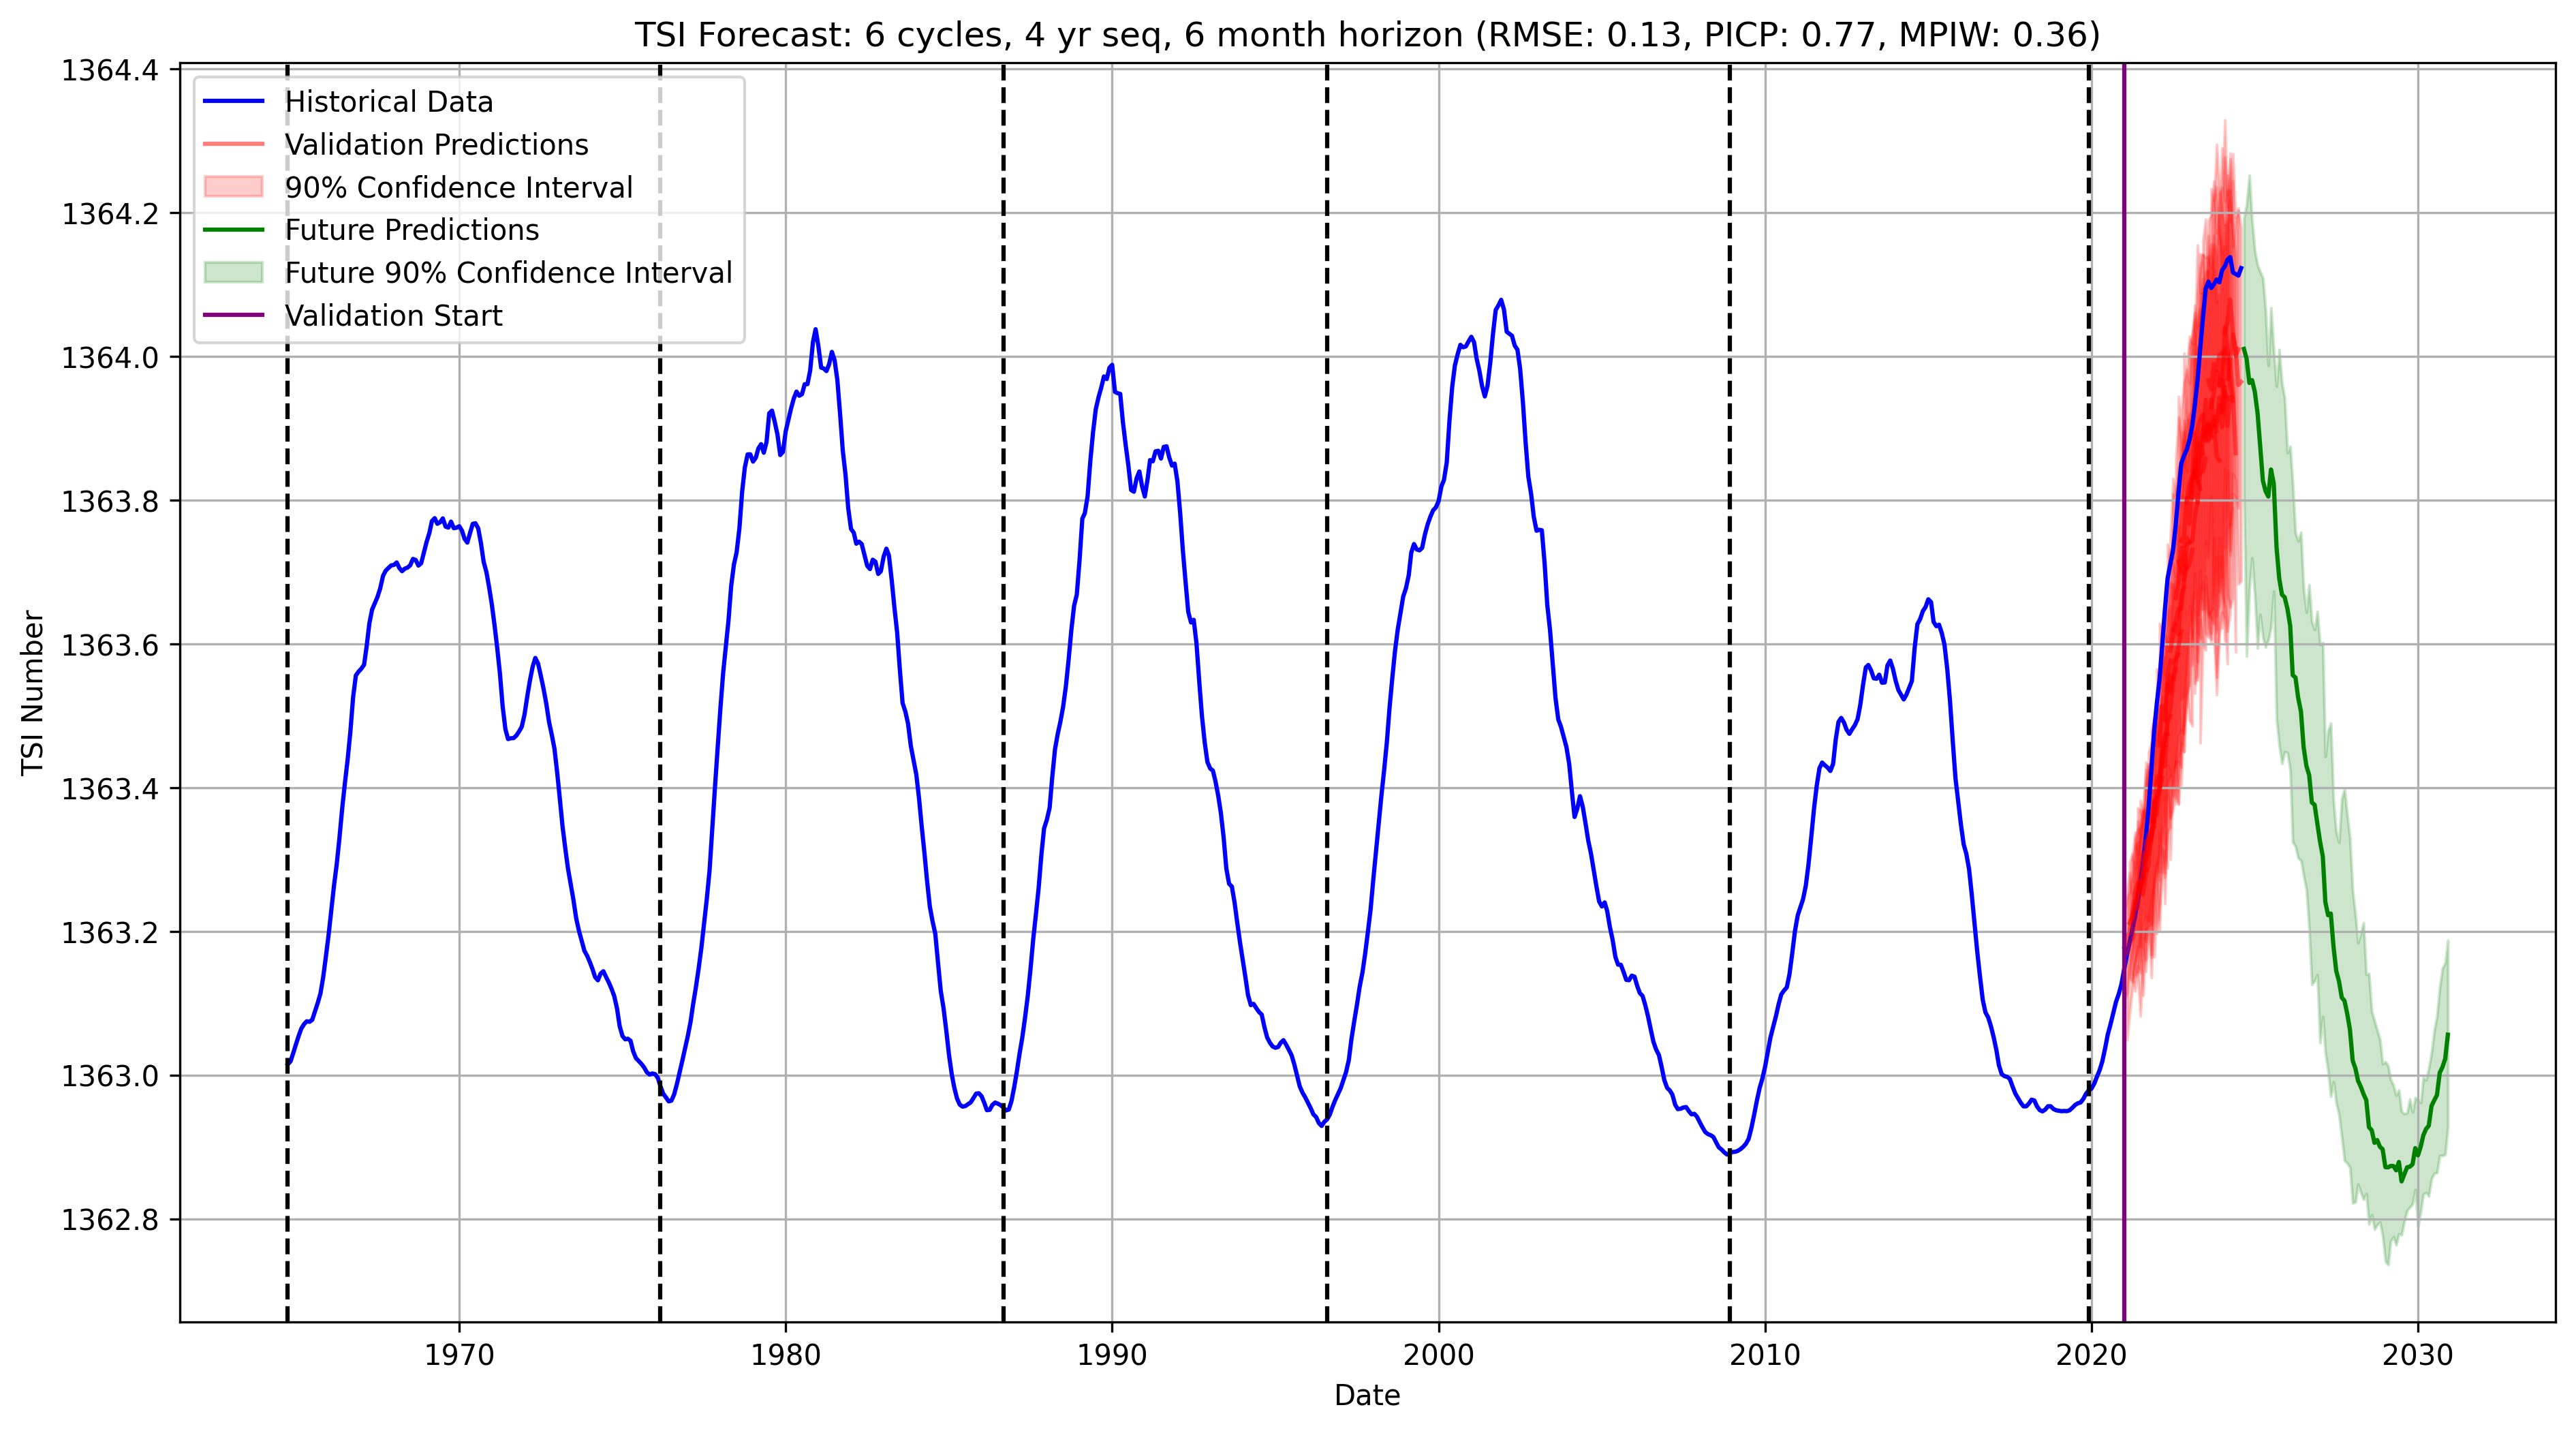 TSI Forecast: 6 cycles, 4 yr seq, 6 month horizon (RMSE: 0.13, PICP: 0.77, MPIW: 0.36)
Historical Data
Validation Predictions
90% Confidence Interval
Future Predictions
Future 90% Confidence Interval
Validation Start
TSI Number
1364.4
1364.2
1364.0
1363.8
1363.6
1363.4
1363.2
1363.0
1362.8
1970
1980
1990
2000
2010
2020
2030
Date